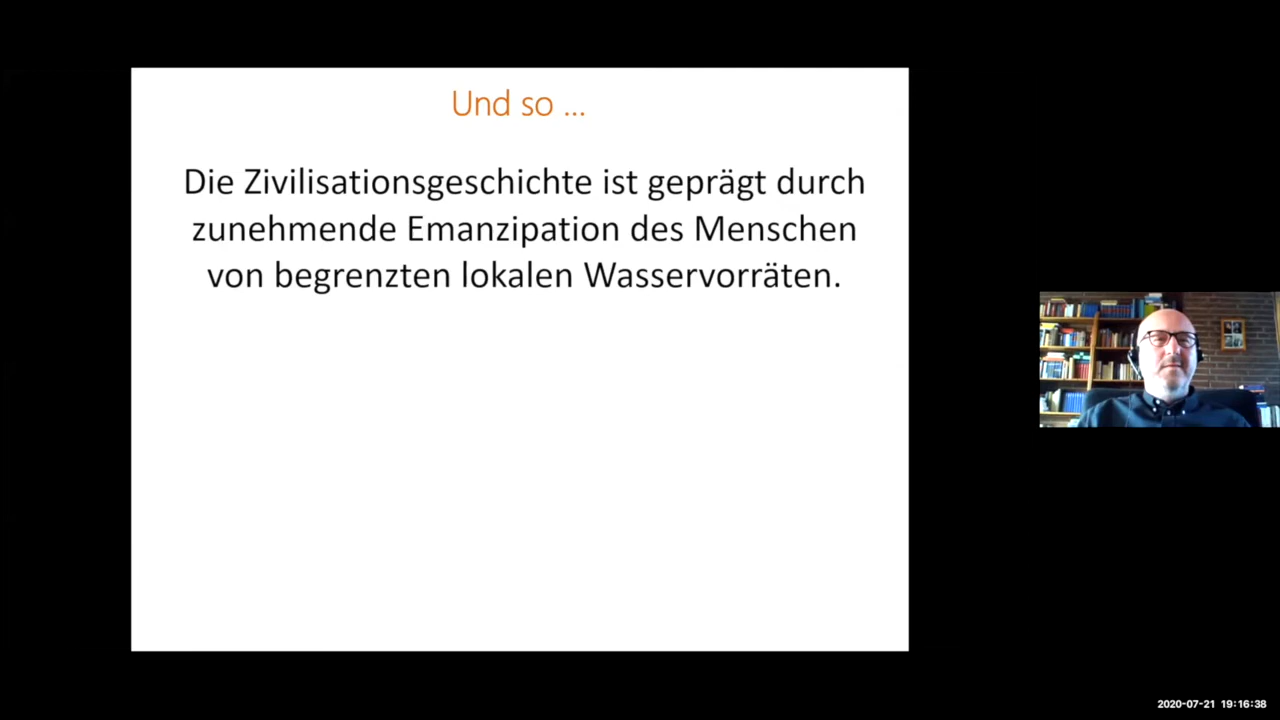 Und so ...
Die Zivilisationsgeschichte ist geprägt durch
zunehmende Emanzipation des Menschen
von begrenzten lokalen Wasservorräten.
2020-07-21 19:16:38